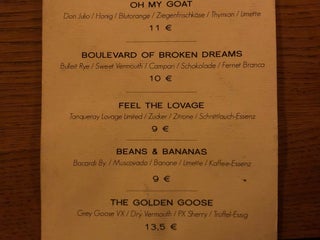 OH MY GOAT
Don Julio / Honig / Blutorange / Ziegenfrischkäse / Thymian / Limette
11 €
BOULEVARD OF BROKEN DREAMS
Bulleit Rye / Sweet Vermouth / Campari / Schokolade / Fernet Branca
10 €
FEEL THE LOVAGE
Tanqueray Lovage Limited / Zucker / Zitrone / Schnittlauch-Essenz
9 €
BEANS & BANANAS
Bacardi 8y. / Muscovado / Banane / Limette / Kaffee-Essenz
9 €
THE GOLDEN GOOSE
Grey Goose VX / Dry Vermouth / PX Sherry / Trüffel-Essig
13,5 €